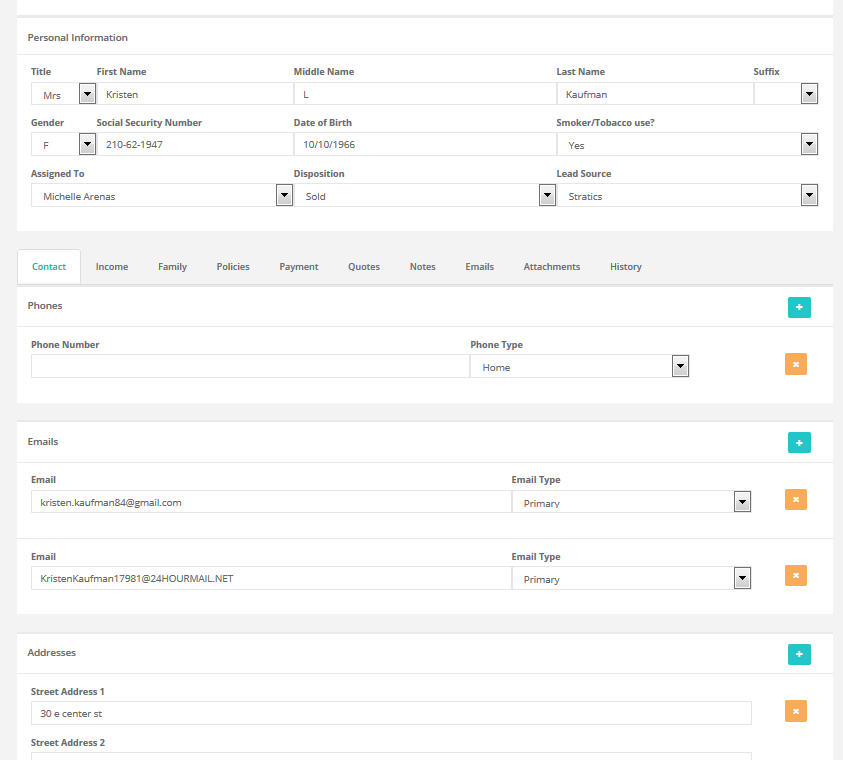 Personal Information
Title First Name Middle Name Last Name Suffix
Mrs Kristen L Kaufman
Gender Social Security Number Date of Birth Smoker/Tobacco use?
F 210-62-1947 10/10/1966 Yes
Assigned To Disposition Lead Source
Michelle Arenas Sold Stratics
Contact Income Family Policies Payment Quotes Notes Emails Attachments History
Phones
Phone Number Phone Type
Home
Emails
Email Email Type
kristen.kaufman84@gmail.com Primary
Email Email Type
KristenKaufman17981@24HOURMAIL.NET Primary
Addresses
Street Address 1
30 e center st
Street Address 2